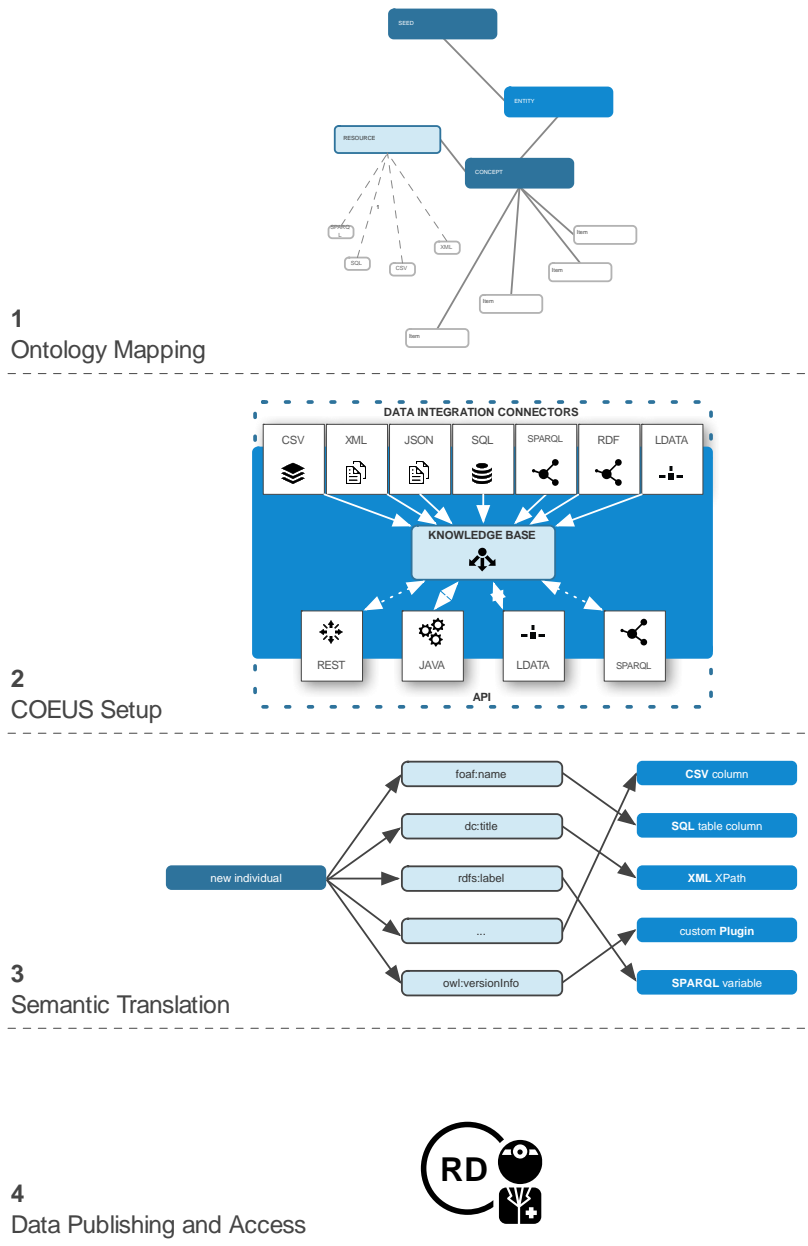 SEED
ENTITY
RESOURCE
CONCEPT
SPARQ
L
SQL
CSV
XML
Item
Item
Item
Item
1
Ontology Mapping
DATA INTEGRATION CONNECTORS
CSV XML JSON SQL SPARQL RDF LDATA
KNOWLEDGE BASE
REST JAVA LDATA SPARQL
API
2
COEUS Setup
foaf:name CSV column
dc:title SQL table column
new individual rdfs:label XML XPath
... custom Plugin
owl:versionInfo SPARQL variable
3
Semantic Translation
RD
4
Data Publishing and Access